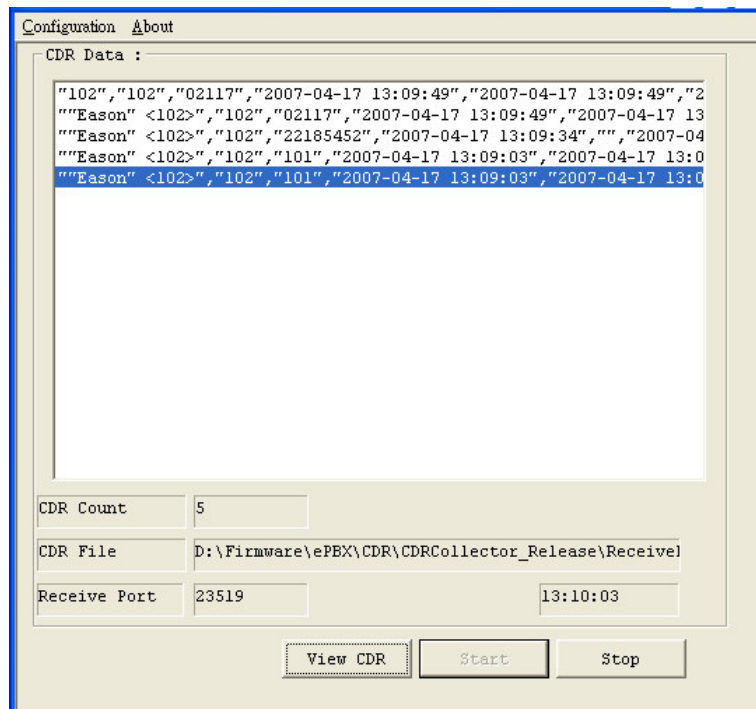 Configuration About
CDR Data :
"102","102","02117","2007-04-17 13:09:49","2007-04-17 13:09:49","2
""Eason" <102>","102","02117","2007-04-17 13:09:49","2007-04-17 13
""Eason" <102>","102","22185452","2007-04-17 13:09:34","","2007-04
""Eason" <102>","102","101","2007-04-17 13:09:03","2007-04-17 13:0
""Eason" <102>","102","101","2007-04-17 13:09:03","2007-04-17 13:0
CDR Count 5
CDR File D:\Firmware\ePBX\CDR\CDRCollector_Release\Receivel
Receive Port 23519 13:10:03
View CDR Start Stop